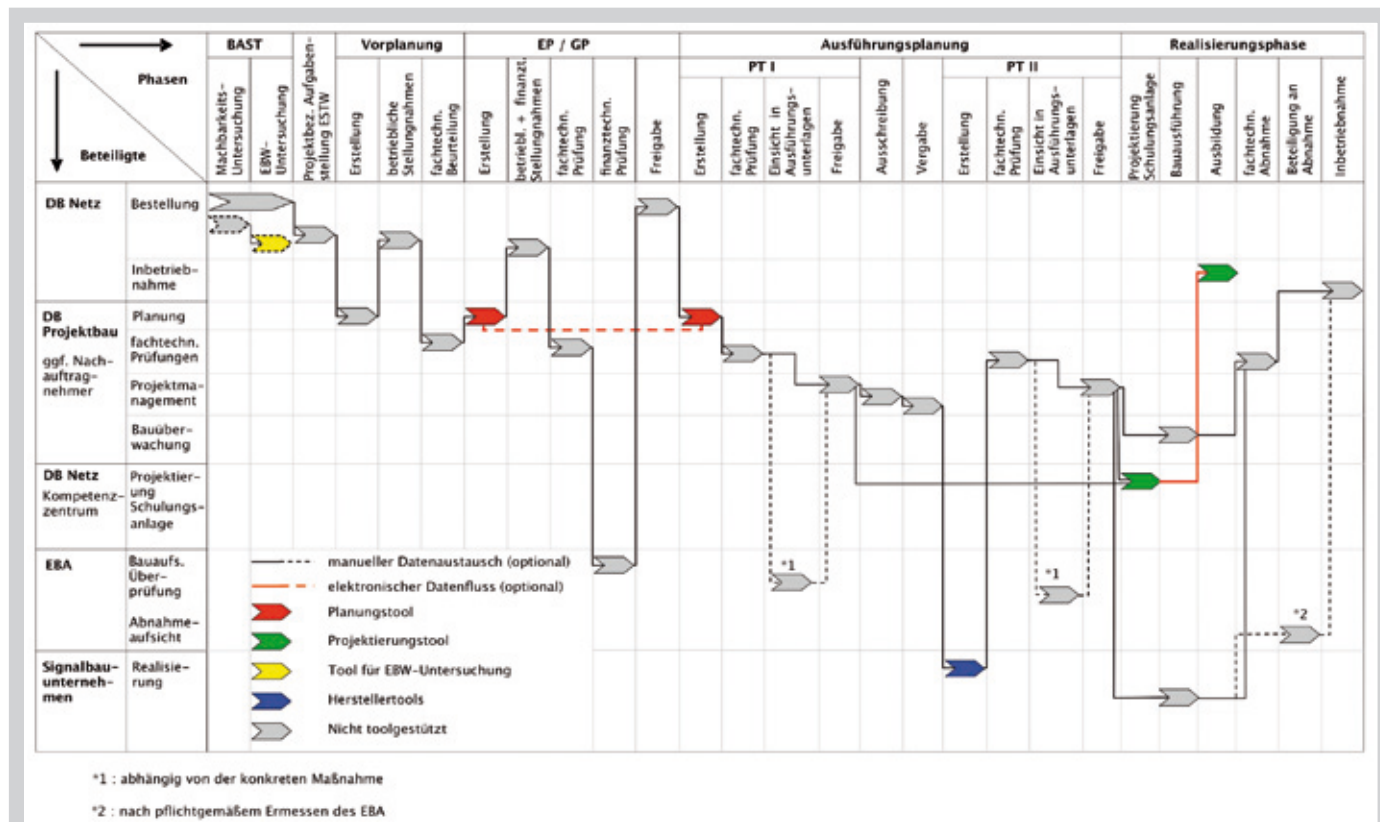 BAST
Vorplanung
EP / GP
Ausführungsplanung
Realisierungsphase
Phasen
Beteiligte
PT I
PT II
Machbarkeits-
Untersuchung
EBW-
Untersuchung
Projektbez. Aufgaben-
stellung ESTW
Erstellung
betriebliche
Stellungnahmen
fachtechn.
Beurteilung
Erstellung
betriebl. + finanzt.
Stellungnahmen
fachtechn.
Prüfung
finanztechn.
Prüfung
Freigabe
Erstellung
fachtechn.
Prüfung
Einsicht in
Ausführungs-
unterlagen
Freigabe
Ausschreibung
Vergabe
Erstellung
fachtechn.
Prüfung
Einsicht in
Ausführungs-
unterlagen
Freigabe
Projektierung
Schulungsanlage
Bauausführung
Ausbildung
fachtechn.
Abnahme
Beteiligung an
Abnahme
Inbetriebnahme
DB Netz
Bestellung
Inbetrieb-
nahme
DB
Projektbau
ggf. Nach-
auftrag-
nehmer
Planung
fachtechn.
Prüfungen
Projektma-
nagement
Bauüber-
wachung
DB Netz
Kompetenz-
zentrum
Projektier-
ung
Schulungs-
anlage
EBA
Bauaufs.
Über-
prüfung
Abnahme-
aufsicht
Signalbau-
unterneh-
men
Realisie-
rung
manueller Datenaustausch (optional)
elektronischer Datenfluss (optional)
Planungstool
Projektierungstool
Tool für EBW-Untersuchung
Herstellertools
Nicht toolgestützt
*1
*1
*2
*1 : abhängig von der konkreten Maßnahme
*2 : nach pflichtgemäßem Ermessen des EBA